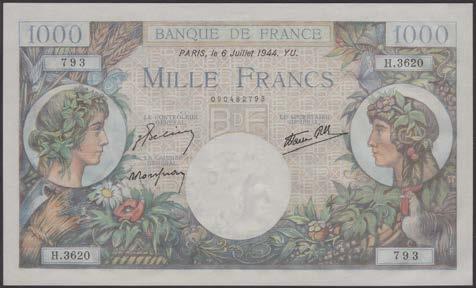 1000 BANQUE DE FRANCE 1000
PARIS, le 6 Juillet 1944. Y.U.
793 H.3620
MILLE FRANCS
090482793
LE CONTRÔLEUR GÉNÉRAL
LE SECRÉTAIRE GÉNÉRAL
BDF
LE CAISSIER GÉNÉRAL
H.3620 793